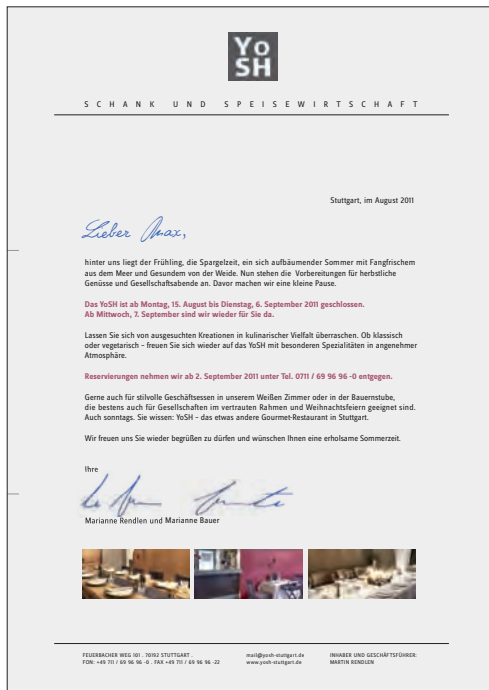 Yo
SH
SCHANK UND SPEISEWIRTSCHAFT
Stuttgart, im August 2011
Lieber Max,
hinter uns liegt der Frühling, die Spargelzeit, ein sich aufbäumender Sommer mit Fangfrischem
aus dem Meer und Gesundem von der Weide. Nun stehen die Vorbereitungen für herbstliche
Genüsse und Gesellschaftsabende an. Davor machen wir eine kleine Pause.
Das YoSH ist ab Montag, 15. August bis Dienstag, 6. September 2011 geschlossen.
Ab Mittwoch, 7. September sind wir wieder für Sie da.
Lassen Sie sich von ausgesuchten Kreationen in kulinarischer Vielfalt überraschen. Ob klassisch
oder vegetarisch – freuen Sie sich wieder auf das YoSH mit besonderen Spezialitäten in angenehmer
Atmosphäre.
Reservierungen nehmen wir ab 2. September 2011 unter Tel. 0711 / 69 96 96 -0 entgegen.
Gerne auch für stilvolle Geschäftsessen in unserem Weißen Zimmer oder in der Bauernstube,
die bestens auch für Gesellschaften im vertrauten Rahmen und Weihnachtsfeiern geeignet sind.
Auch sonntags. Sie wissen: YoSH – das etwas andere Gourmet-Restaurant in Stuttgart.
Wir freuen uns Sie wieder begrüßen zu dürfen und wünschen Ihnen eine erholsame Sommerzeit.
Ihre
Marianne Rendlen und Marianne Bauer
FEUERBACHER WEG 101 . 70192 STUTTGART . mail@yosh-stuttgart.de INHABER UND GESCHÄFTSFÜHRER:
FON: +49 711 / 69 96 96 -0 . FAX +49 711 / 69 96 96 -22 www.yosh-stuttgart.de MARTIN RENDLEN